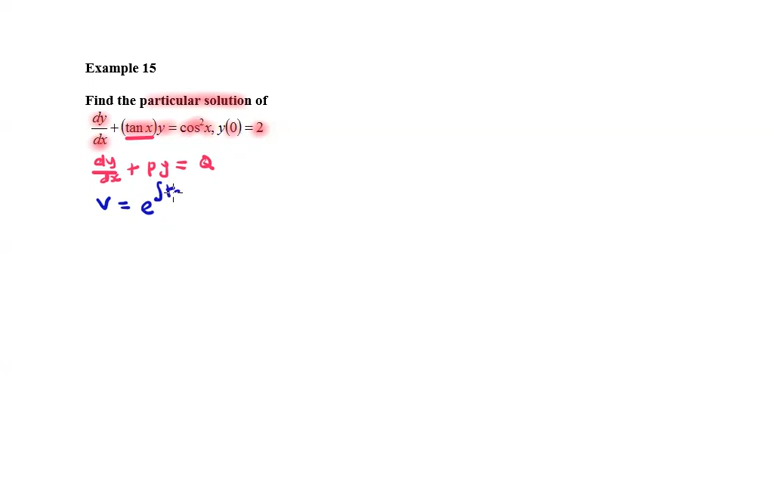 Example 15
Find the particular solution of
dy/dx + (tan x)y = cos²x, y(0) = 2
dy/dx + py = Q
v = e^∫